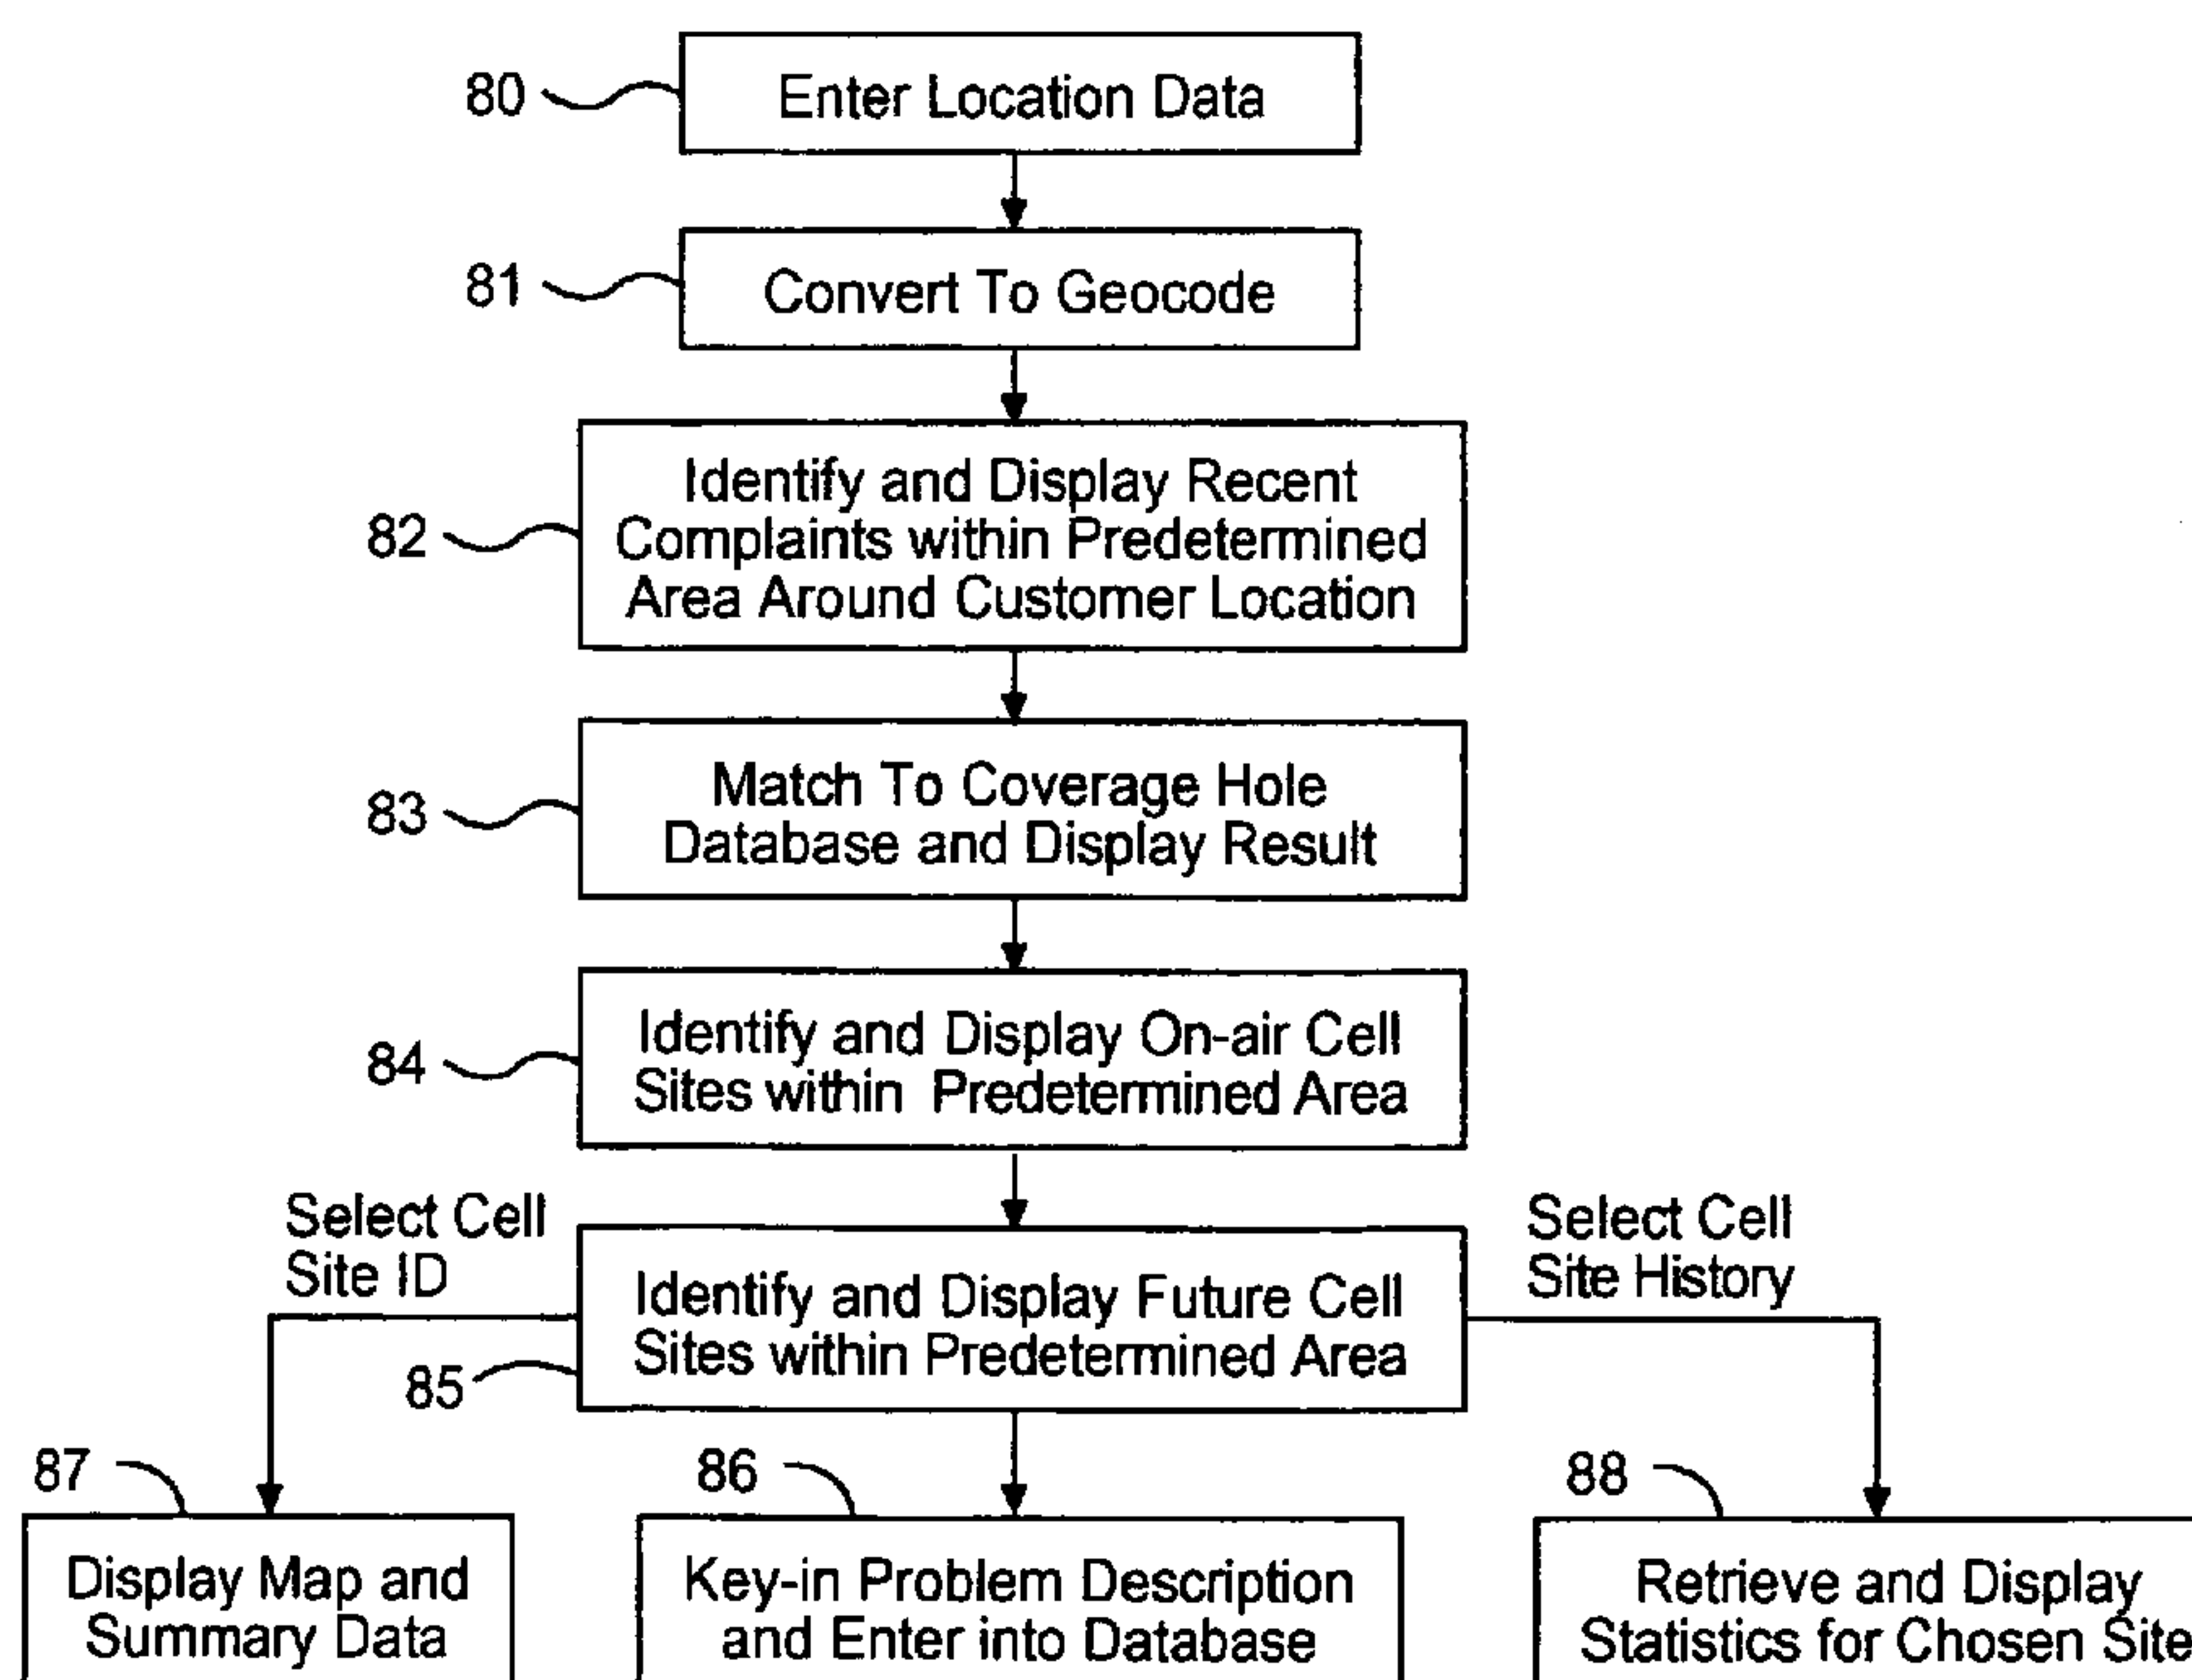 80
Enter Location Data
81
Convert To Geocode
82
Identify and Display Recent
Complaints within Predetermined
Area Around Customer Location
83
Match To Coverage Hole
Database and Display Result
84
Identify and Display On-air Cell
Sites within Predetermined Area
Select Cell
Site ID
Select Cell
Site History
85
Identify and Display Future Cell
Sites within Predetermined Area
87
Display Map and
Summary Data
86
Key-in Problem Description
and Enter into Database
88
Retrieve and Display
Statistics for Chosen Site